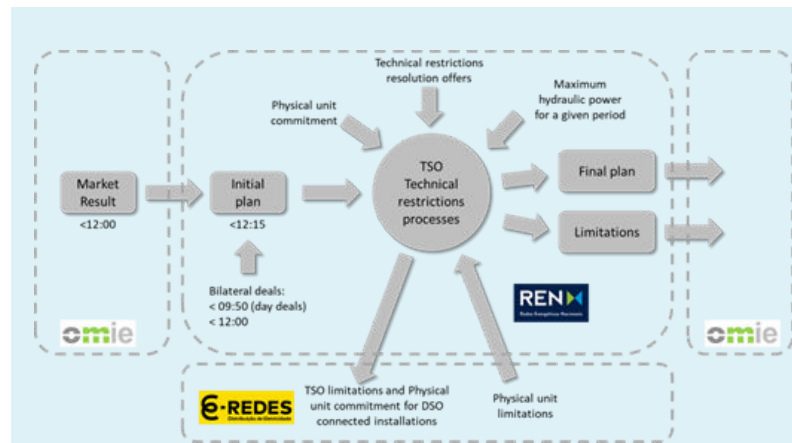 Technical restrictions
resolution offers
Physical unit
commitment
Maximum
hydraulic power
for a given period
Market
Result
<12:00
Initial
plan
<12:15
TSO
Technical
restrictions
processes
Final plan
Limitations
Bilateral deals:
< 09:50 (day deals)
< 12:00
REN
Redes Energéticas Nacionais
omie
omie
E-REDES
Distribuição de Eletricidade
TSO limitations and Physical
unit commitment for DSO
connected installations
Physical unit
limitations